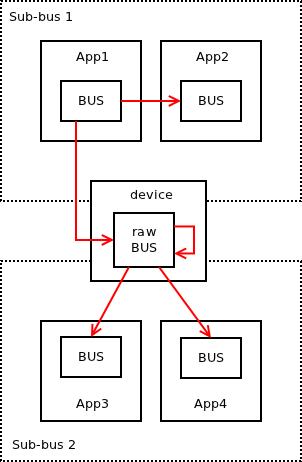 Sub-bus 1
App1
App2
BUS
BUS
device
raw
BUS
BUS
BUS
App3
App4
Sub-bus 2